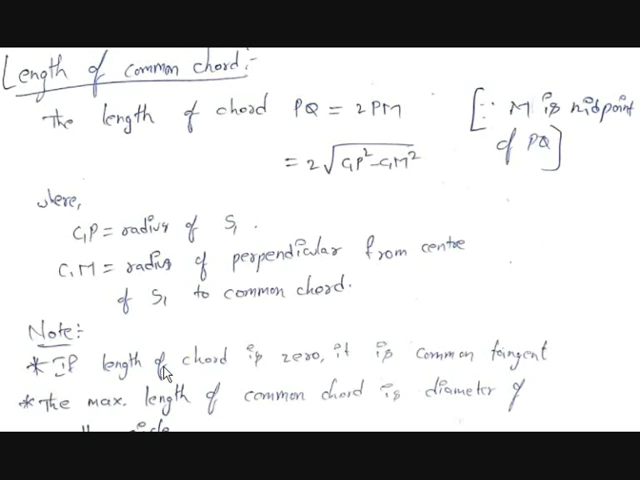 Length of common chord:-
The length of chord PQ = 2PM [∵ M is midpoint
= 2√C₁P² - C₁M² of PQ]
where,
C₁P = radius of S₁.
C₁M = radius of perpendicular from centre
of S₁ to common chord.
Note:-
* If length of chord is zero, it is common tangent
* The max. length of common chord is diameter of